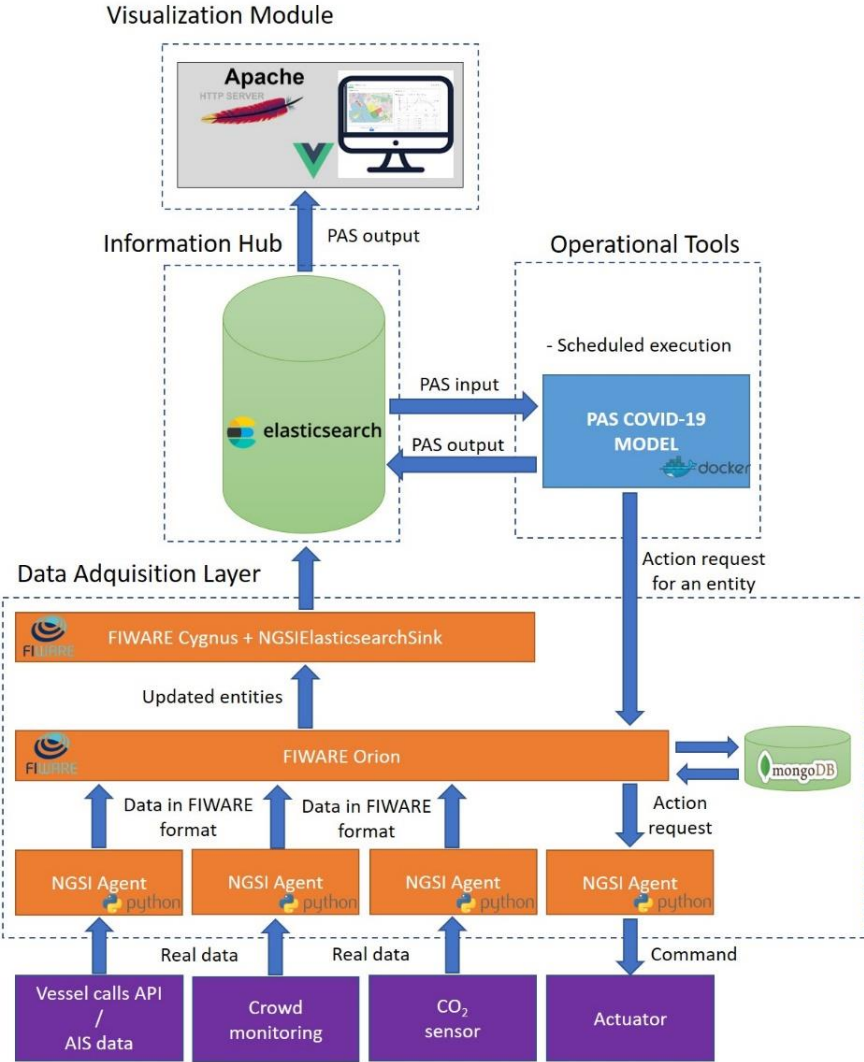 Visualization Module
Apache
HTTP SERVER
PAS output
Information Hub
Operational Tools
- Scheduled execution
PAS input
PAS COVID-19
MODEL
elasticsearch
PAS output
docker
Action request
for an entity
Data Adquisition Layer
FIWARE
FIWARE Cygnus + NGSIElasticsearchSink
Updated entities
FIWARE
FIWARE Orion
mongoDB
Data in FIWARE
format
Data in FIWARE
format
Action
request
NGSI Agent
python
NGSI Agent
python
NGSI Agent
python
NGSI Agent
python
Real data
Real data
Command
Vessel calls API
/
AIS data
Crowd
monitoring
CO₂
sensor
Actuator